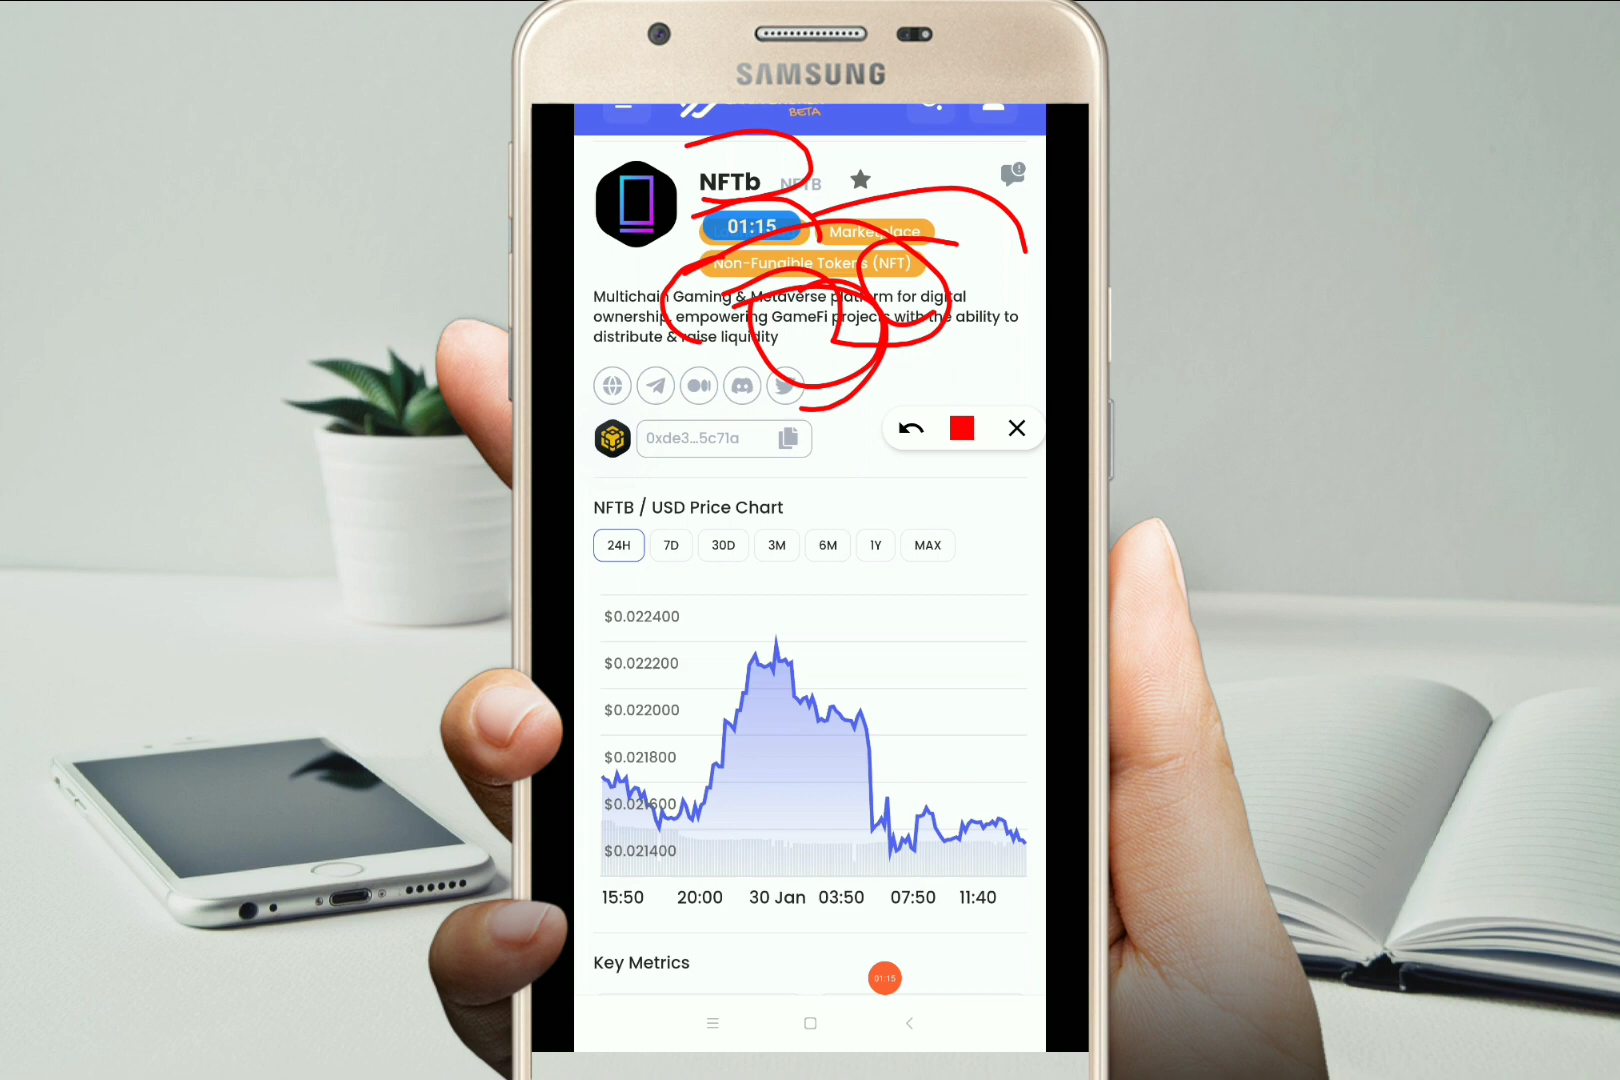 SAMSUNG
BETA
NFTb NFTB
01:15 Marketplace
Non-Fungible Tokens (NFT)
Multichain Gaming & Metaverse platform for digital
ownership, empowering GameFi projects with the ability to
distribute & raise liquidity
0xde3...5c71a
NFTB / USD Price Chart
24H 7D 30D 3M 6M 1Y MAX
$0.022400
$0.022200
$0.022000
$0.021800
$0.021600
$0.021400
15:50 20:00 30 Jan 03:50 07:50 11:40
Key Metrics
01:15